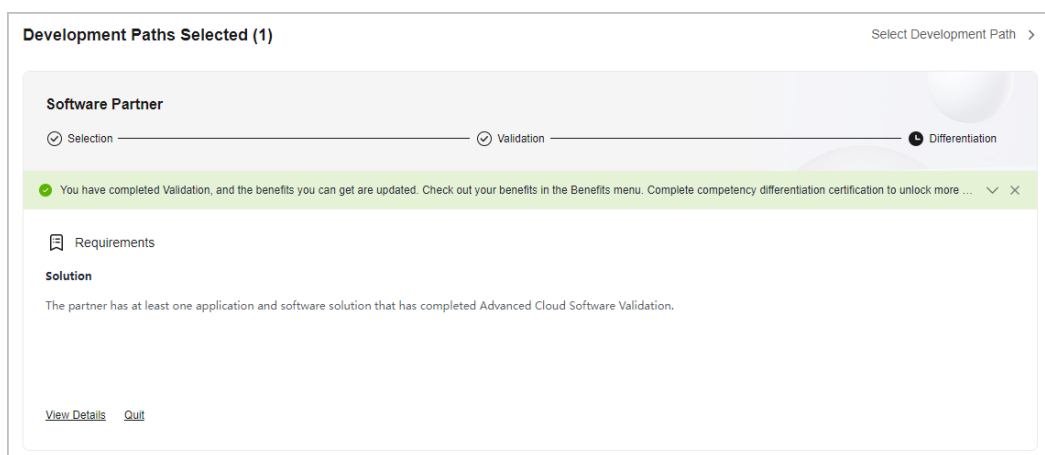 Development Paths Selected (1)
Select Development Path
Software Partner
Selection
Validation
Differentiation
You have completed Validation, and the benefits you can get are updated. Check out your benefits in the Benefits menu. Complete competency differentiation certification to unlock more ...
Requirements
Solution
The partner has at least one application and software solution that has completed Advanced Cloud Software Validation.
View Details Quit